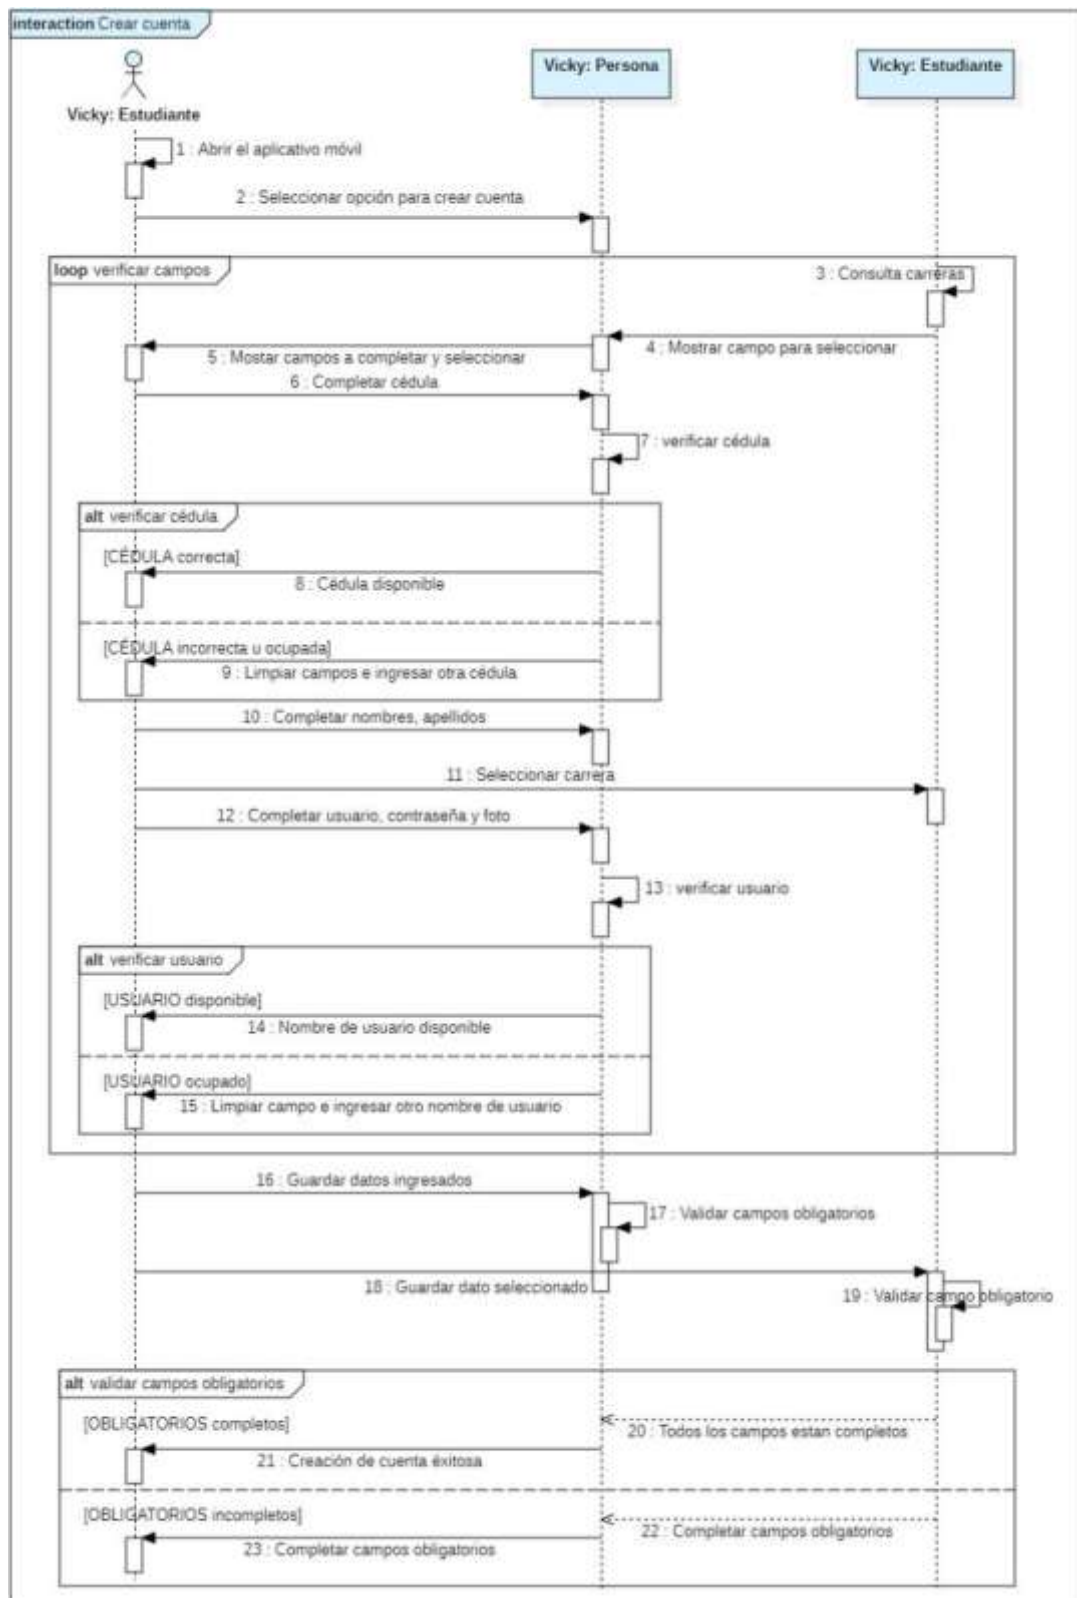 interaction Crear cuenta
Vicky: Persona
Vicky: Estudiante
Vicky: Estudiante
1 : Abrir el aplicativo móvil
2 : Seleccionar opción para crear cuenta
loop verificar campos
3 : Consulta carreras
4 : Mostrar campo para seleccionar
5 : Mostar campos a completar y seleccionar
6 : Completar cédula
7 : verificar cédula
alt verificar cédula
[CÉDULA correcta]
8 : Cédula disponible
[CÉDULA incorrecta u ocupada]
9 : Limpiar campos e ingresar otra cédula
10 : Completar nombres, apellidos
11 : Seleccionar carrera
12 : Completar usuario, contraseña y foto
13 : verificar usuario
alt verificar usuario
[USUARIO disponible]
14 : Nombre de usuario disponible
[USUARIO ocupado]
15 : Limpiar campo e ingresar otro nombre de usuario
16 : Guardar datos ingresados
17 : Validar campos obligatorios
18 : Guardar dato seleccionado
19 : Validar campo obligatorio
alt validar campos obligatorios
[OBLIGATORIOS completos]
20 : Todos los campos estan completos
21 : Creación de cuenta éxitosa
[OBLIGATORIOS incompletos]
22 : Completar campos obligatorios
23 : Completar campos obligatorios